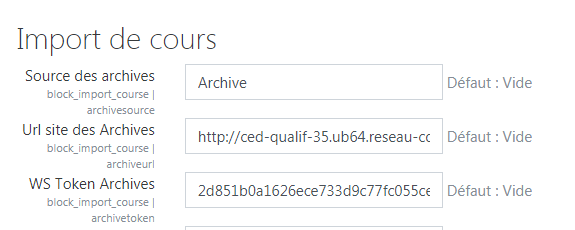 Import de cours
Source des archives
Archive
Défaut : Vide
block_import_course |
archivesource
Url site des Archives
http://ced-qualif-35.ub64.reseau-cc
Défaut : Vide
block_import_course |
archiveurl
WS Token Archives
2d851b0a1626ece733d9c77fc055ce
Défaut : Vide
block_import_course |
archivetoken